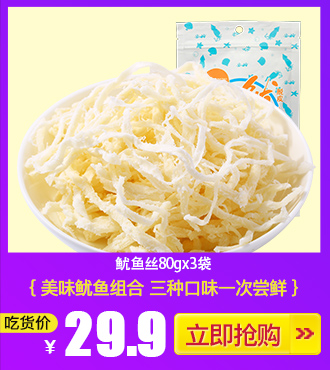 鱿鱼丝80gx3袋
{ 美味鱿鱼组合 三种口味一次尝鲜 }
吃货价
¥ 29.9
立即抢购 »